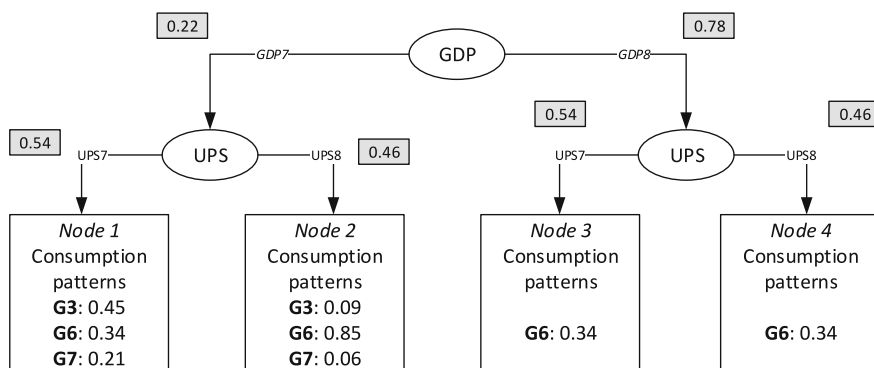 0.22
0.78
GDP
GDP7
GDP8
0.54
0.46
0.54
0.46
UPS7
UPS
UPS8
UPS7
UPS
UPS8
Node 1
Consumption
patterns
G3: 0.45
G6: 0.34
G7: 0.21
Node 2
Consumption
patterns
G3: 0.09
G6: 0.85
G7: 0.06
Node 3
Consumption
patterns
G6: 0.34
Node 4
Consumption
patterns
G6: 0.34